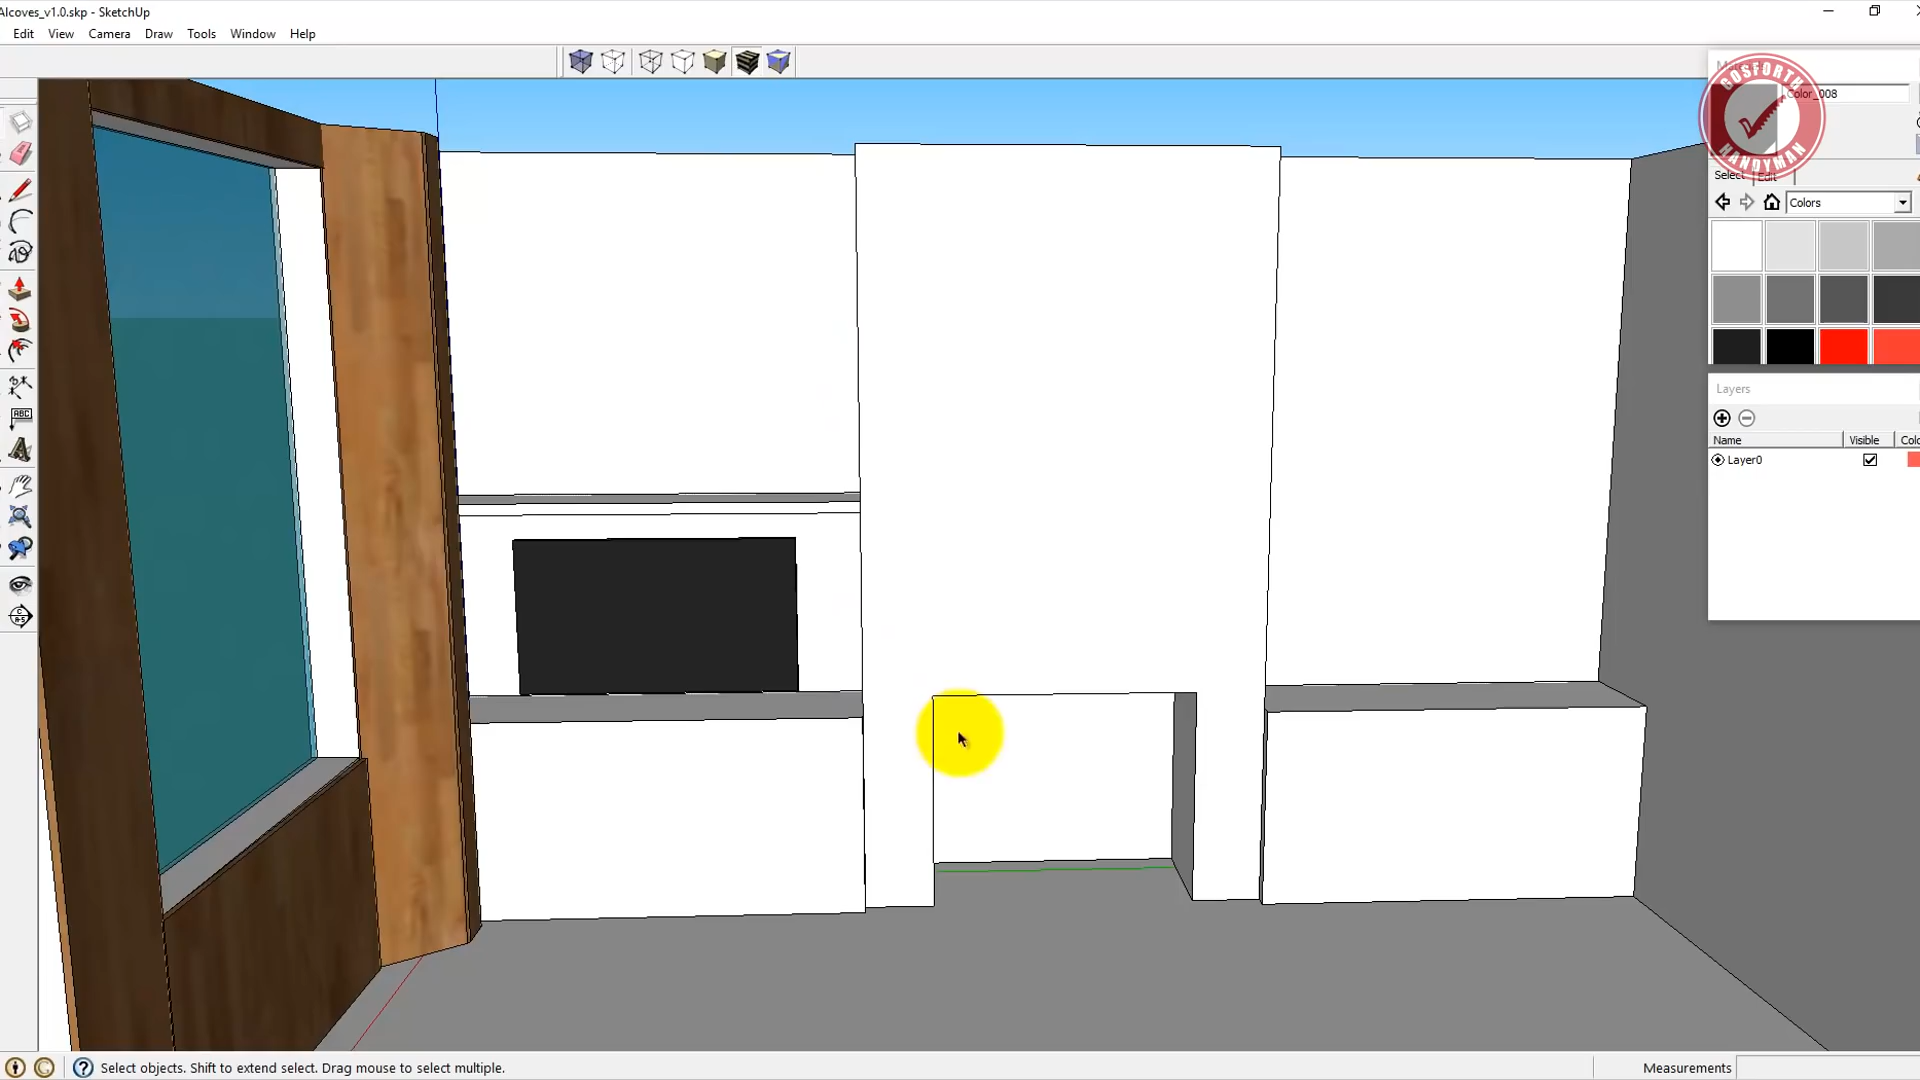 Alcoves_v1.0.skp - SketchUp
Edit View Camera Draw Tools Window Help
GOSFORTH HANDYMAN
Color_008
Select Edit
Colors
ABC
Layers
Name Visible
Layer0
Select objects. Shift to extend select. Drag mouse to select multiple.
Measurements